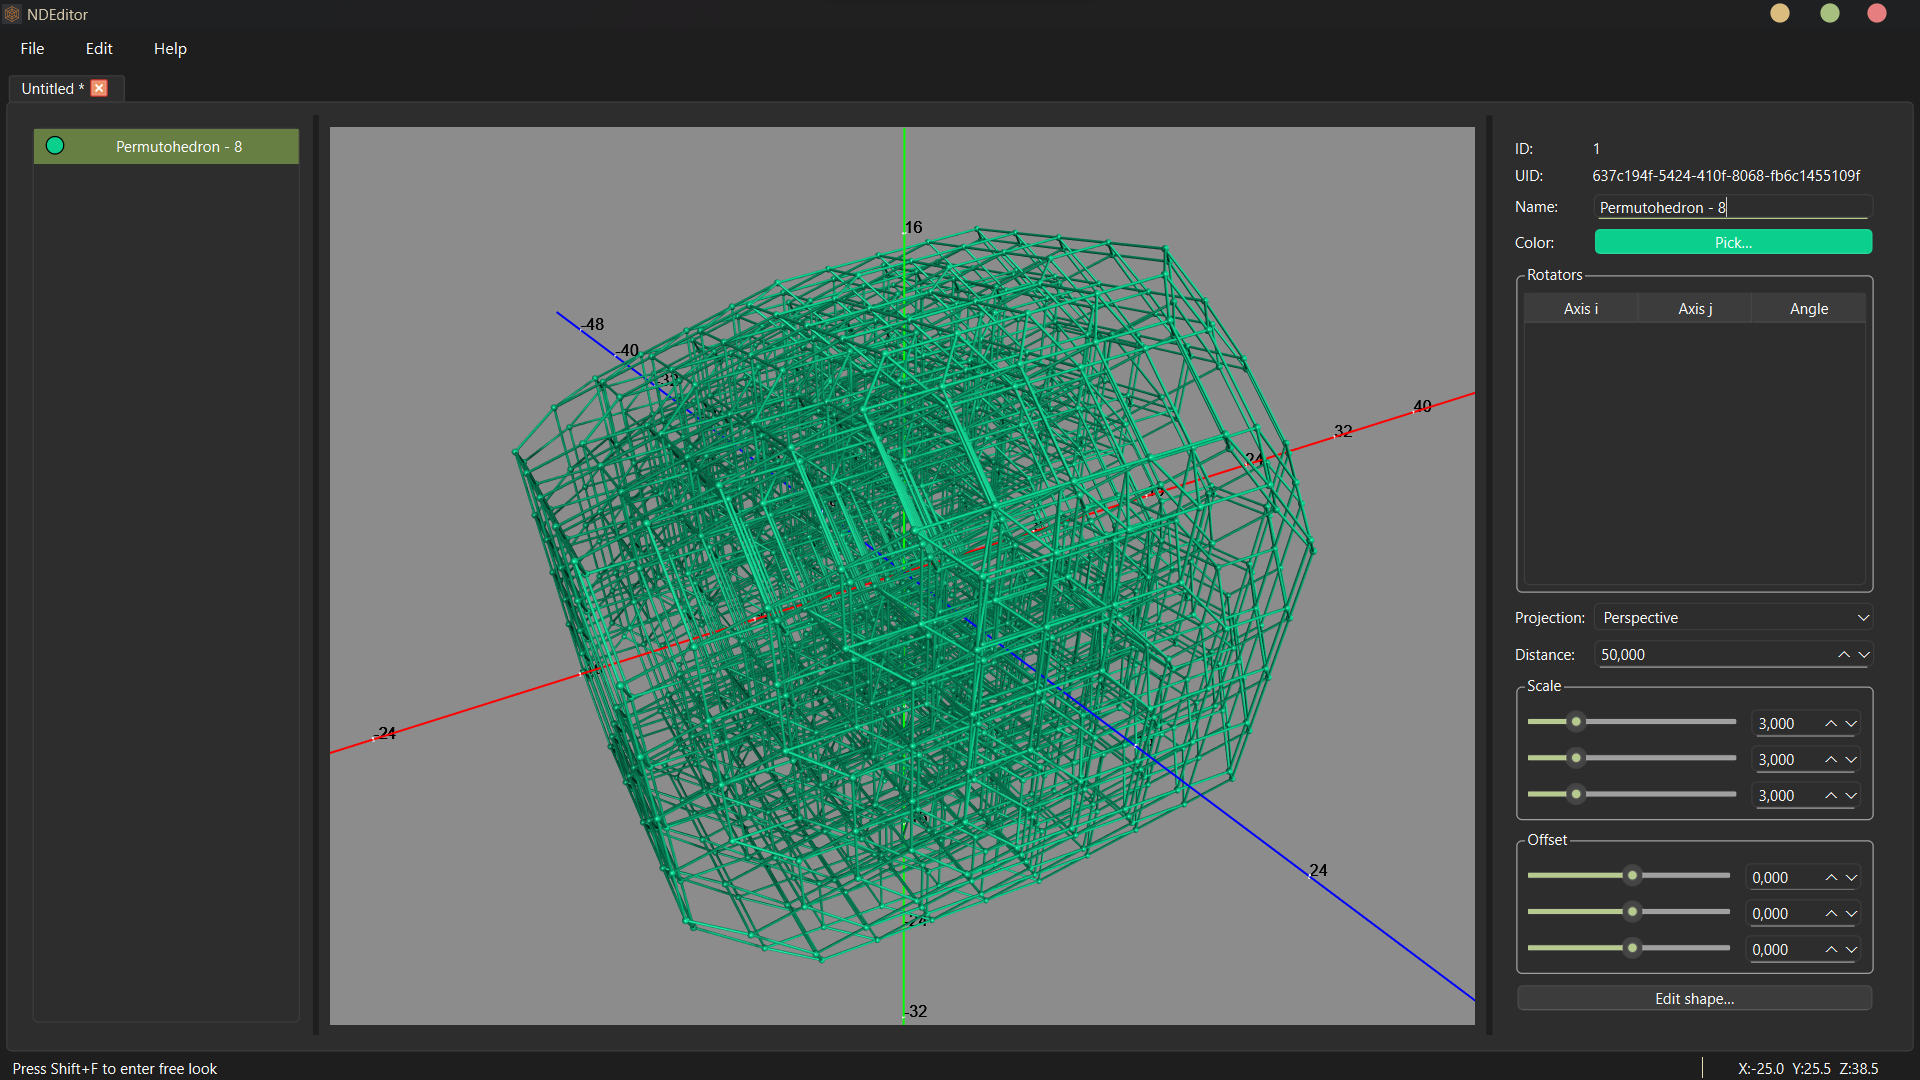 NDEditor
File Edit Help
Untitled *
Permutohedron - 8
16
-48
-40
-32
40
32
24
-24
24
-24
-32
ID: 1
UID: 637c194f-5424-410f-8068-fb6c1455109f
Name: Permutohedron - 8
Color: Pick...
Rotators
Axis i Axis j Angle
Projection: Perspective
Distance: 50,000
Scale
3,000
3,000
3,000
Offset
0,000
0,000
0,000
Edit shape...
Press Shift+F to enter free look
X:-25.0 Y:25.5 Z:38.5